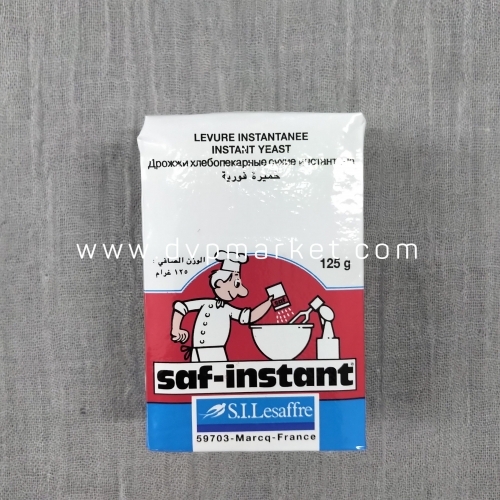 LEVURE INSTANTANEE
INSTANT YEAST
Дрожжи хлебопекарные сухие
خميرة فورية
www.dvpmarket.com
الوزن الصافي :
١٢٥ غرام
125 g
saf-instant®
S.I.Lesaffre
59703-Marcq-France